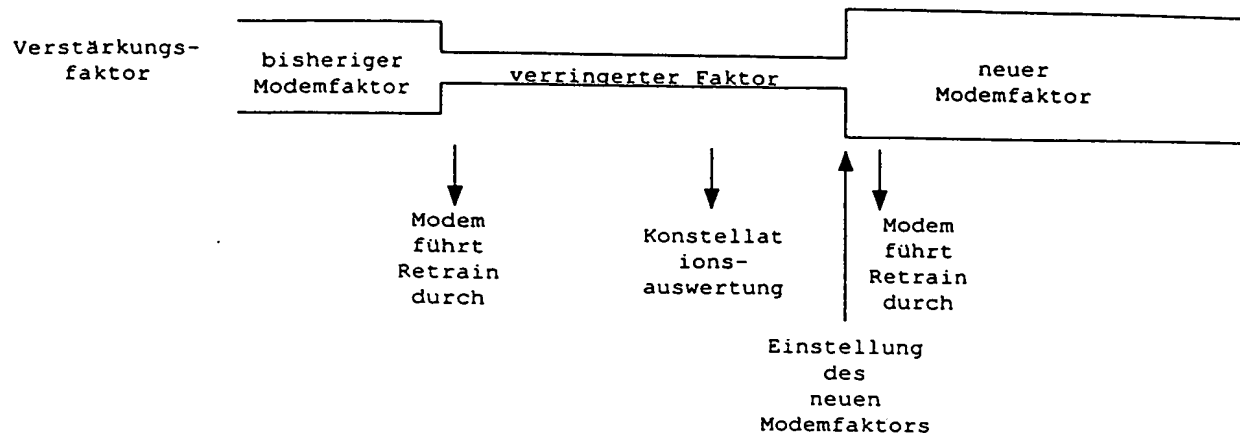 Verstärkungs-
faktor
bisheriger
Modemfaktor
verringerter Faktor
neuer
Modemfaktor
Modem
führt
Retrain
durch
Konstellat
ions-
auswertung
Modem
führt
Retrain
durch
Einstellung
des
neuen
Modemfaktors